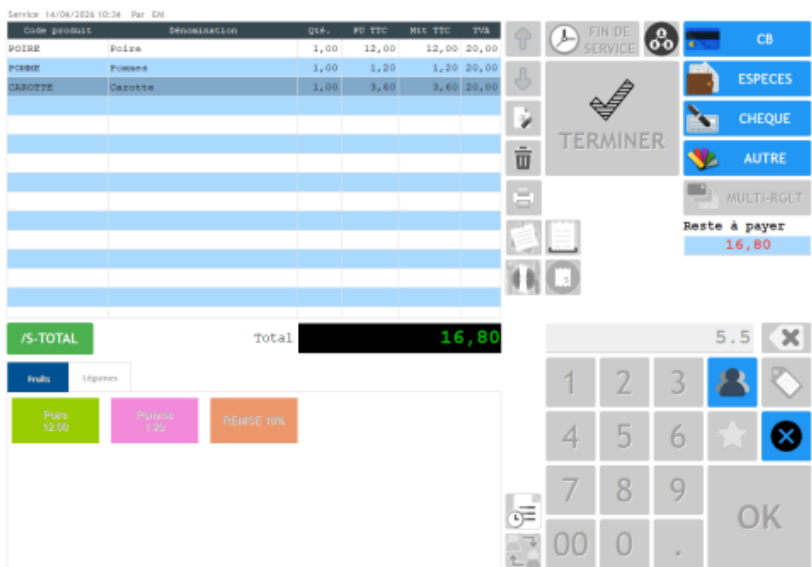 Service 14/04/2026 10:34 Par EM
Code produit Dénomination Qté. PU TTC Mtt TTC TVA
POIRE Poire 1,00 12,00 12,00 20,00
POMME Pommes 1,00 1,20 1,20 20,00
CAROTTE Carotte 1,00 3,60 3,60 20,00
FIN DE
SERVICE
TERMINER
CB
ESPECES
CHEQUE
AUTRE
MULTI-RGLT
Reste à payer
16,80
/S-TOTAL Total 16,80
5.5
Fruits Légumes
Poire
12.00
Pomme
1.20
REMISE 10%
1 2 3
4 5 6
7 8 9
00 0 .
OK